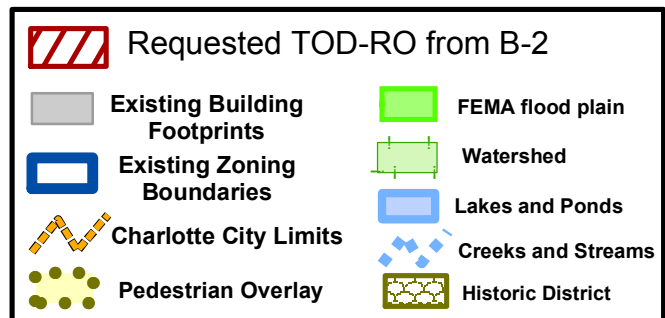 Requested TOD-RO from B-2
Existing Building
Footprints
Existing Zoning
Boundaries
Charlotte City Limits
Pedestrian Overlay
FEMA flood plain
Watershed
Lakes and Ponds
Creeks and Streams
Historic District